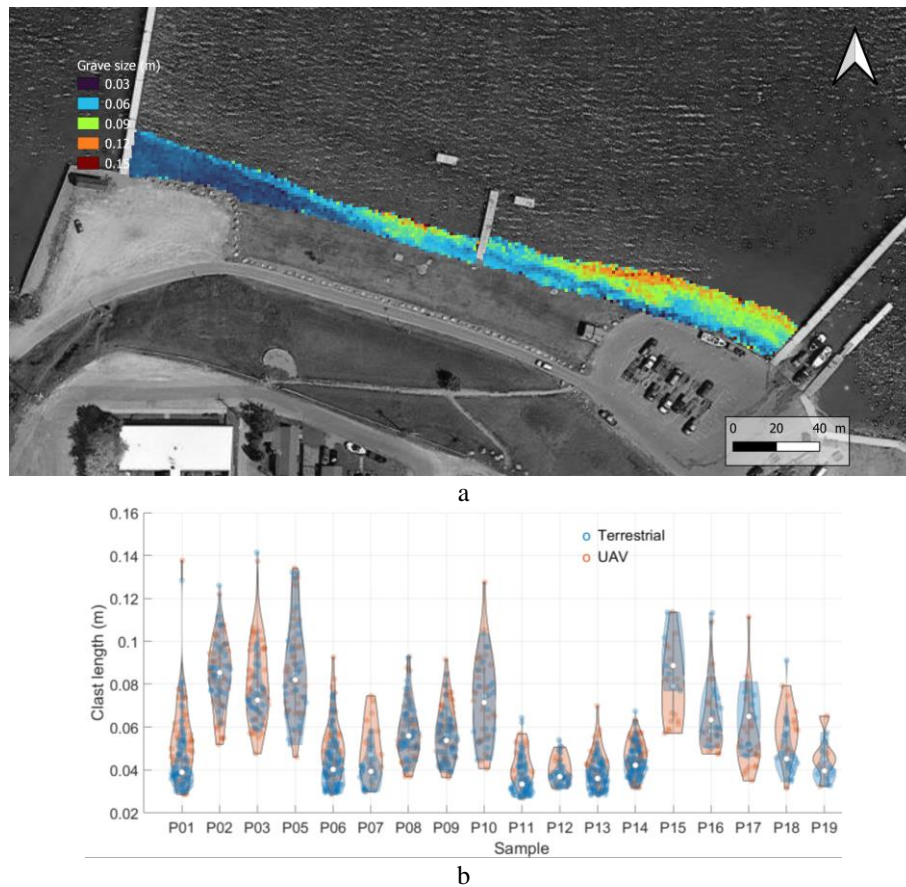 Grave size (m)
0.03
0.06
0.09
0.12
0.15
0 20 40 m
a
0.16
0.14
0.12
0.1
0.08
0.06
0.04
0.02
Clast length (m)
Terrestrial
UAV
P01 P02 P03 P05 P06 P07 P08 P09 P10 P11 P12 P13 P14 P15 P16 P17 P18 P19
Sample
b